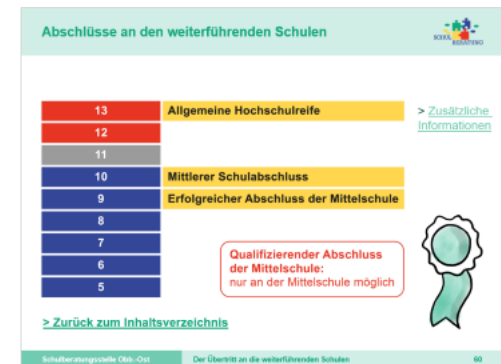 Abschlüsse an den weiterführenden Schulen
SCHUL
BERATUNG
13 Allgemeine Hochschulreife
> Zusätzliche
Informationen
12
11
10 Mittlerer Schulabschluss
9 Erfolgreicher Abschluss der Mittelschule
8
7
6
5
Qualifizierender Abschluss
der Mittelschule:
nur an der Mittelschule möglich
> Zurück zum Inhaltsverzeichnis
Schulberatungsstelle Obb.-Ost Der Übertritt an die weiterführenden Schulen 60